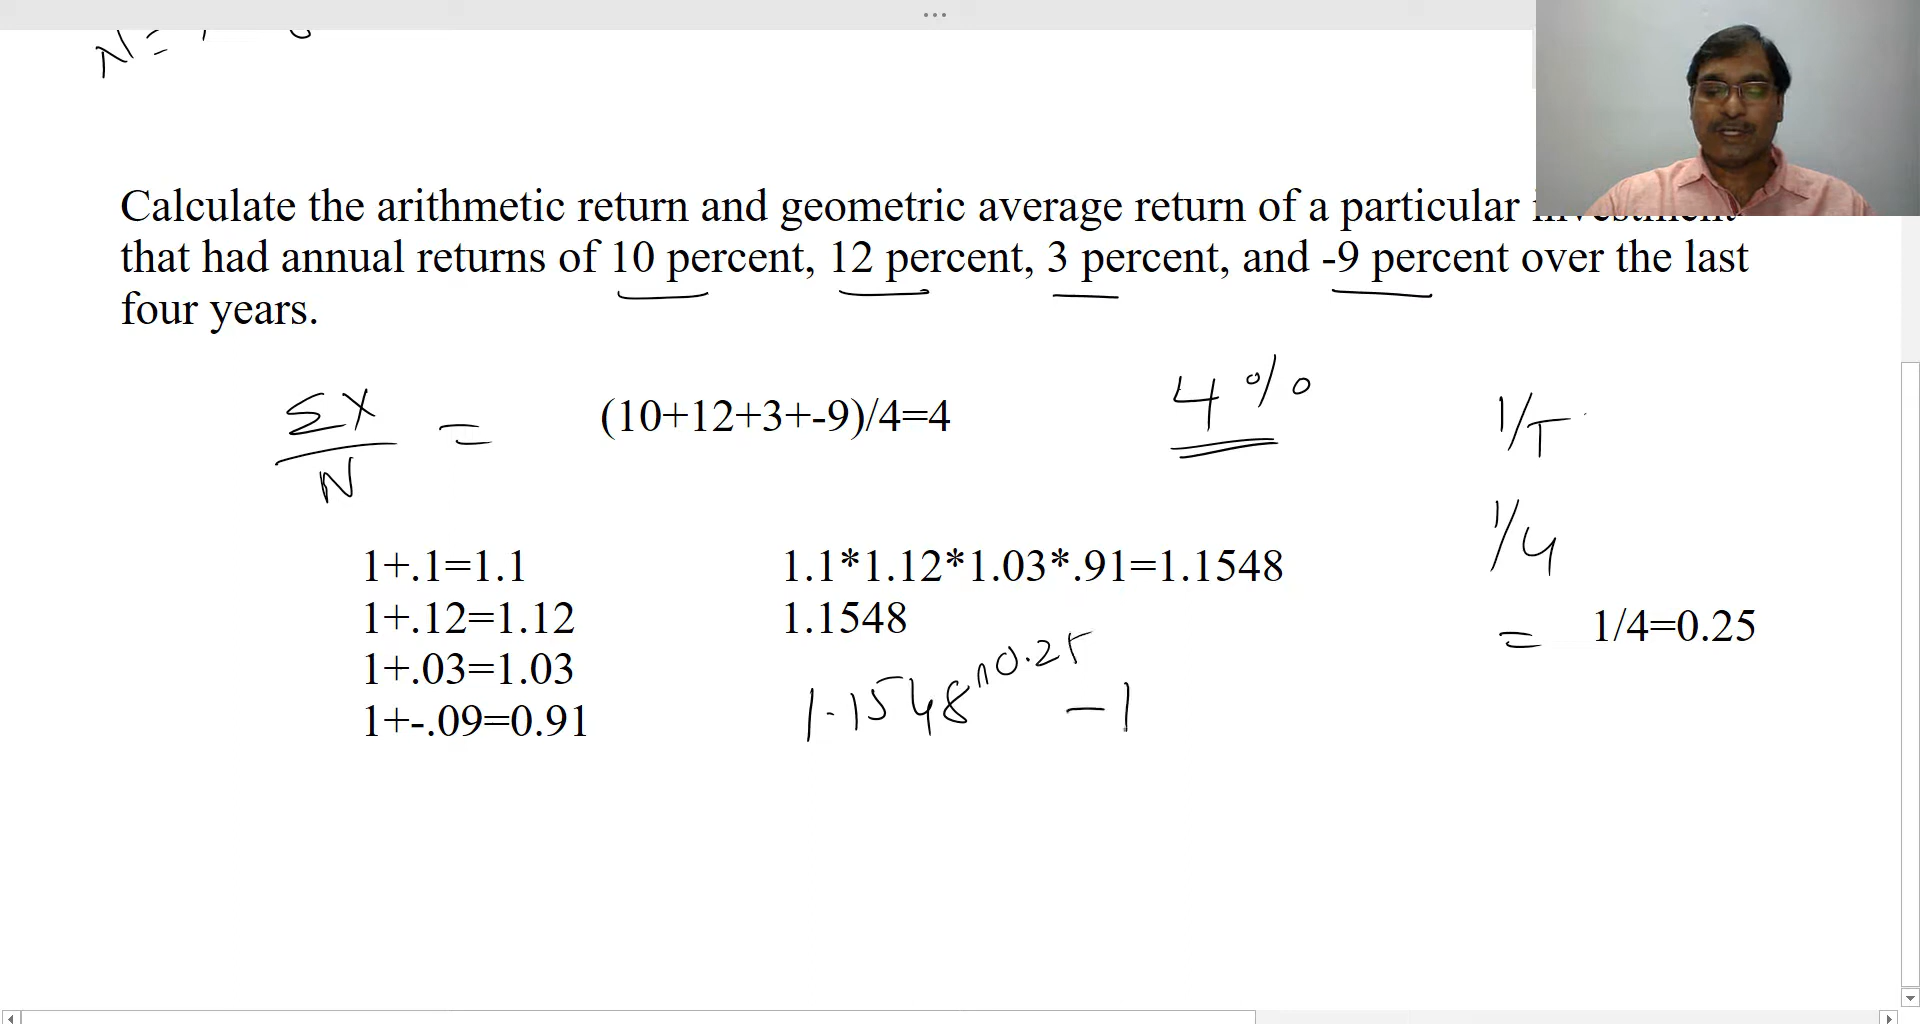 N =
Calculate the arithmetic return and geometric average return of a particular investment
that had annual returns of 10 percent, 12 percent, 3 percent, and -9 percent over the last
four years.
ΣX
N
=
(10+12+3+-9)/4=4
4%
1/T
1/4
= 1/4=0.25
1+.1=1.1
1+.12=1.12
1+.03=1.03
1+-.09=0.91
1.1*1.12*1.03*.91=1.1548
1.1548
1.1548^0.25 - 1